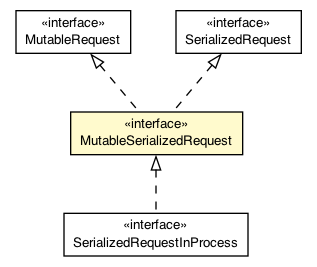 «interface»
MutableRequest
«interface»
SerializedRequest
«interface»
MutableSerializedRequest
«interface»
SerializedRequestInProcess